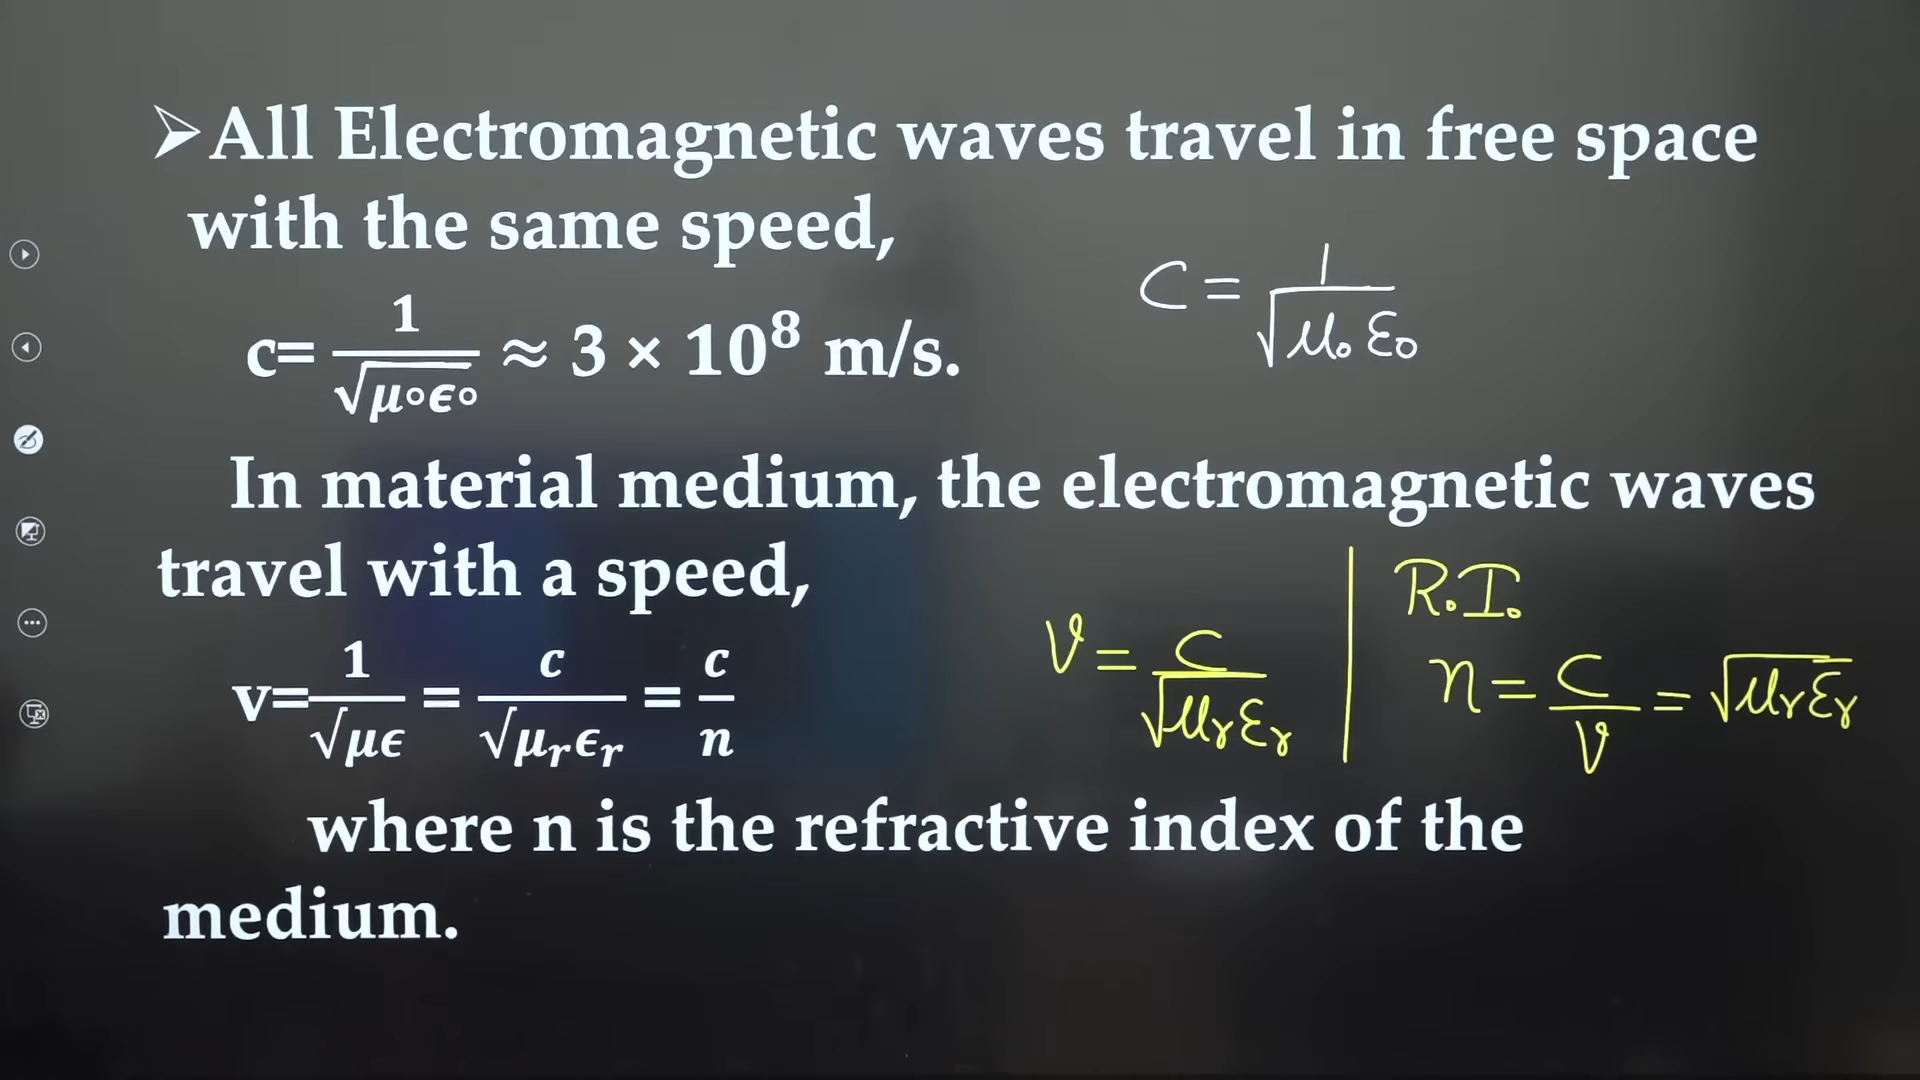 ➢All Electromagnetic waves travel in free space
with the same speed,
c= 1/√μ∘ϵ∘ ≈ 3 × 10⁸ m/s.
C = 1/√μ₀ε₀
In material medium, the electromagnetic waves
travel with a speed,
v= 1/√μϵ = c/√μᵣϵᵣ = c/n
V = C/√μᵣεᵣ
R.I.
n = C/V = √μᵣεᵣ
where n is the refractive index of the
medium.